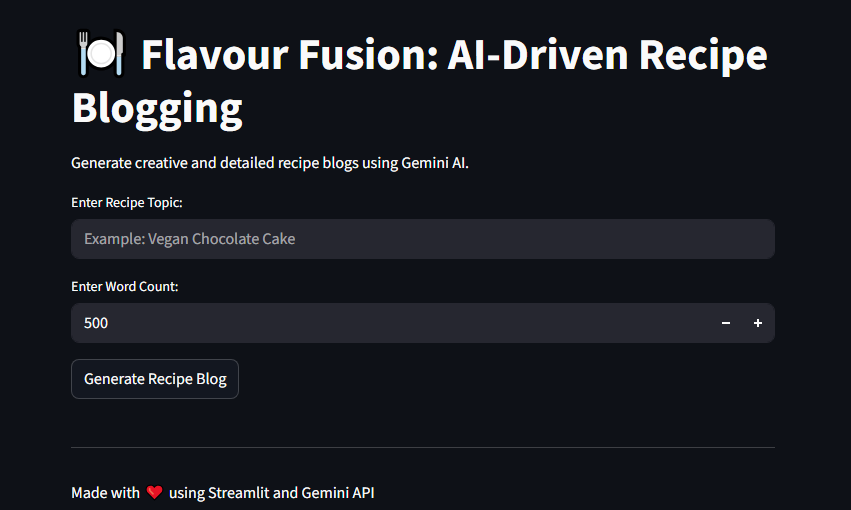 🍽️ Flavour Fusion: AI-Driven Recipe
Blogging
Generate creative and detailed recipe blogs using Gemini AI.
Enter Recipe Topic:
Example: Vegan Chocolate Cake
Enter Word Count:
500
Generate Recipe Blog
Made with ❤️ using Streamlit and Gemini API